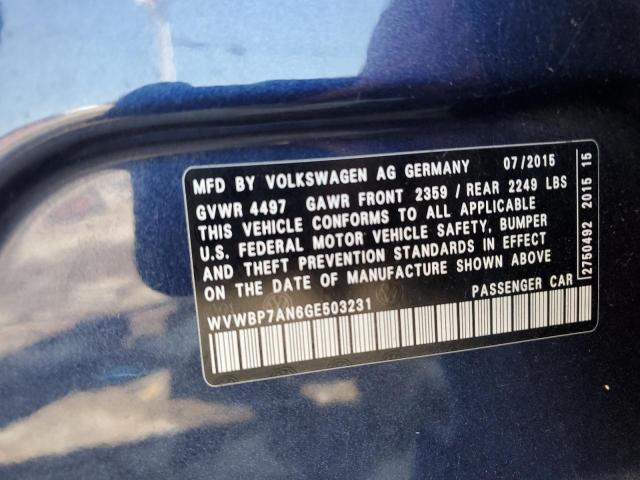 MFD BY VOLKSWAGEN AG GERMANY 07/2015
GVWR 4497 GAWR FRONT 2359 / REAR 2249 LBS
THIS VEHICLE CONFORMS TO ALL APPLICABLE
U.S. FEDERAL MOTOR VEHICLE SAFETY, BUMPER
AND THEFT PREVENTION STANDARDS IN EFFECT
ON THE DATE OF MANUFACTURE SHOWN ABOVE
WVWBP7AN6GE503231 PASSENGER CAR
2750492 2015 15